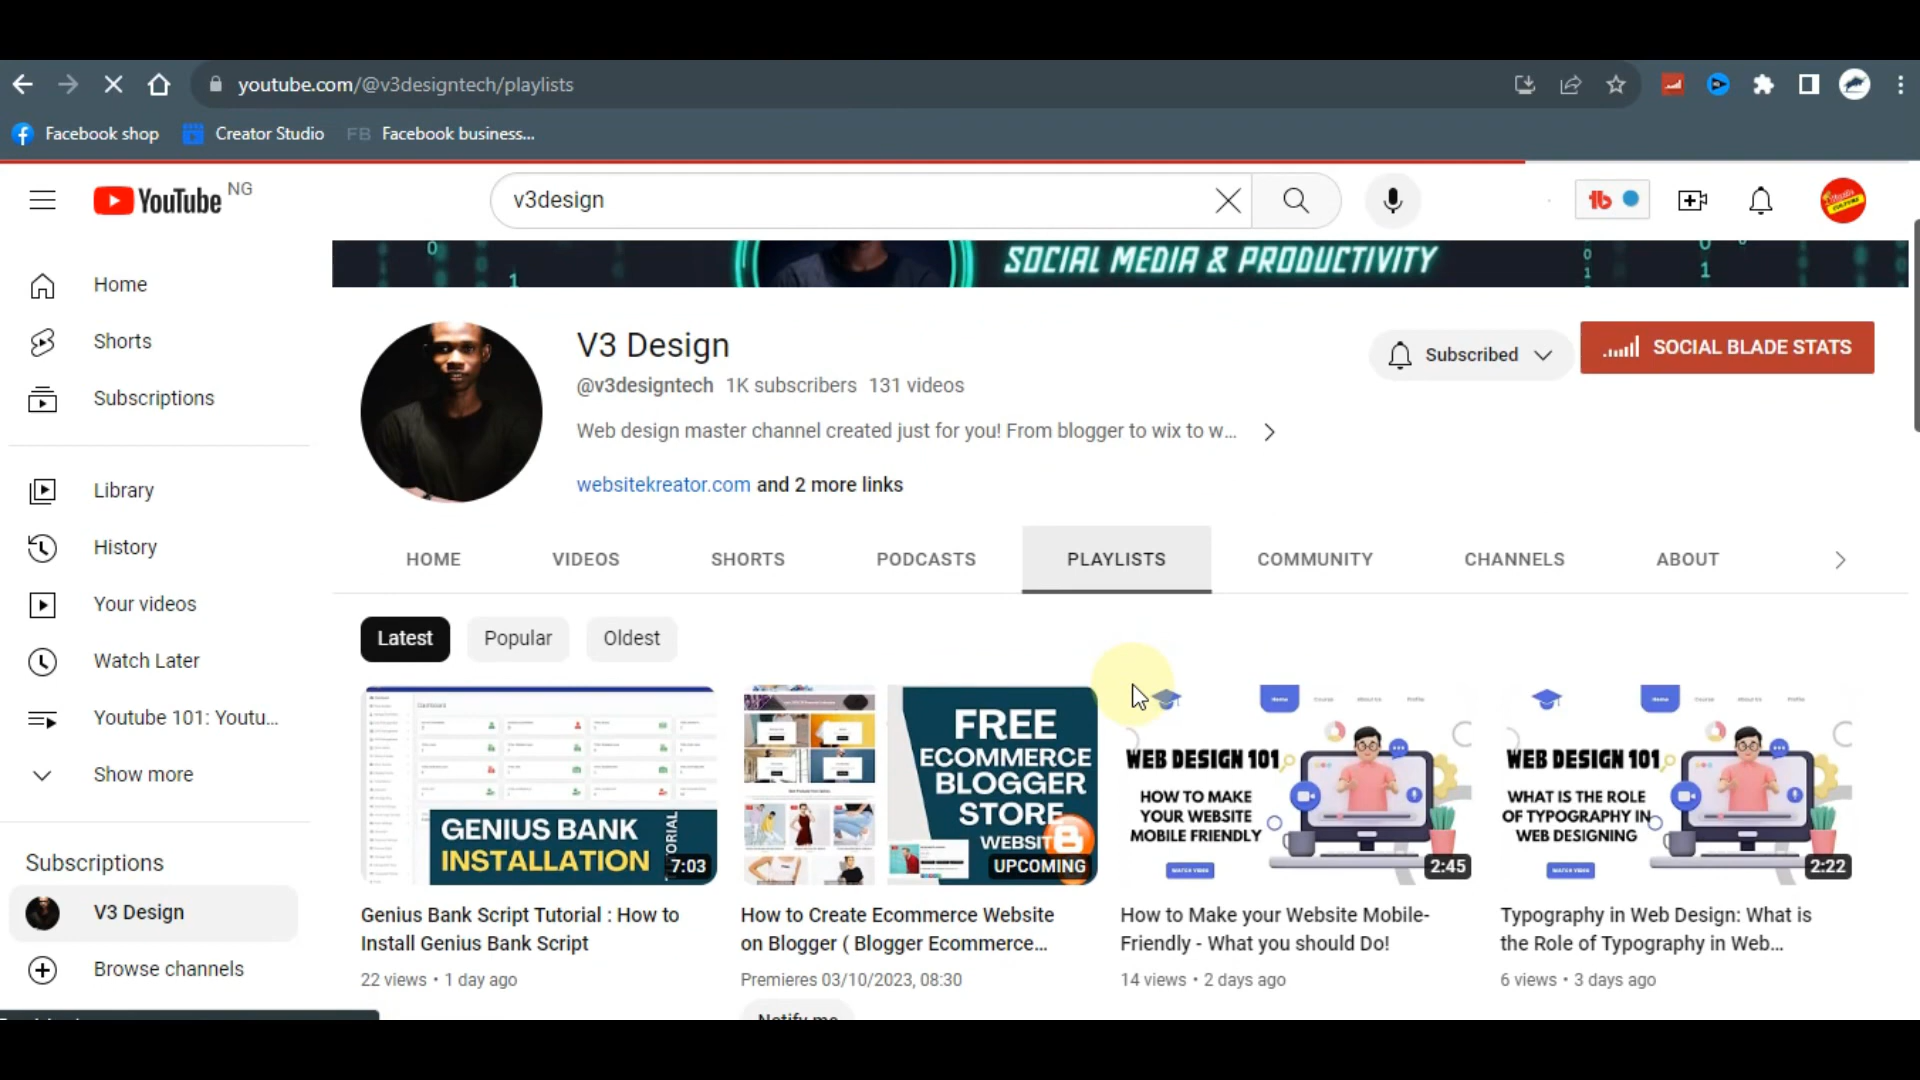 youtube.com/@v3designtech/playlists
Facebook shop
Creator Studio
FB Facebook business...
YouTube NG
v3design
SOCIAL MEDIA & PRODUCTIVITY
Home
Shorts
Subscriptions
Library
History
Your videos
Watch Later
Youtube 101: Youtu...
Show more
Subscriptions
V3 Design
Browse channels
V3 Design
@v3designtech 1K subscribers 131 videos
Web design master channel created just for you! From blogger to wix to w...
websitekreator.com and 2 more links
Subscribed
SOCIAL BLADE STATS
HOME
VIDEOS
SHORTS
PODCASTS
PLAYLISTS
COMMUNITY
CHANNELS
ABOUT
Latest
Popular
Oldest
GENIUS BANK
INSTALLATION
7:03
Genius Bank Script Tutorial : How to
Install Genius Bank Script
22 views • 1 day ago
FREE
ECOMMERCE
BLOGGER
STORE
UPCOMING
How to Create Ecommerce Website
on Blogger ( Blogger Ecommerce...
Premieres 03/10/2023, 08:30
Notify me
WEB DESIGN 101
HOW TO MAKE
YOUR WEBSITE
MOBILE FRIENDLY
2:45
How to Make your Website Mobile-
Friendly - What you should Do!
14 views • 2 days ago
WEB DESIGN 101
WHAT IS THE ROLE
OF TYPOGRAPHY IN
WEB DESIGNING
2:22
Typography in Web Design: What is
the Role of Typography in Web...
6 views • 3 days ago